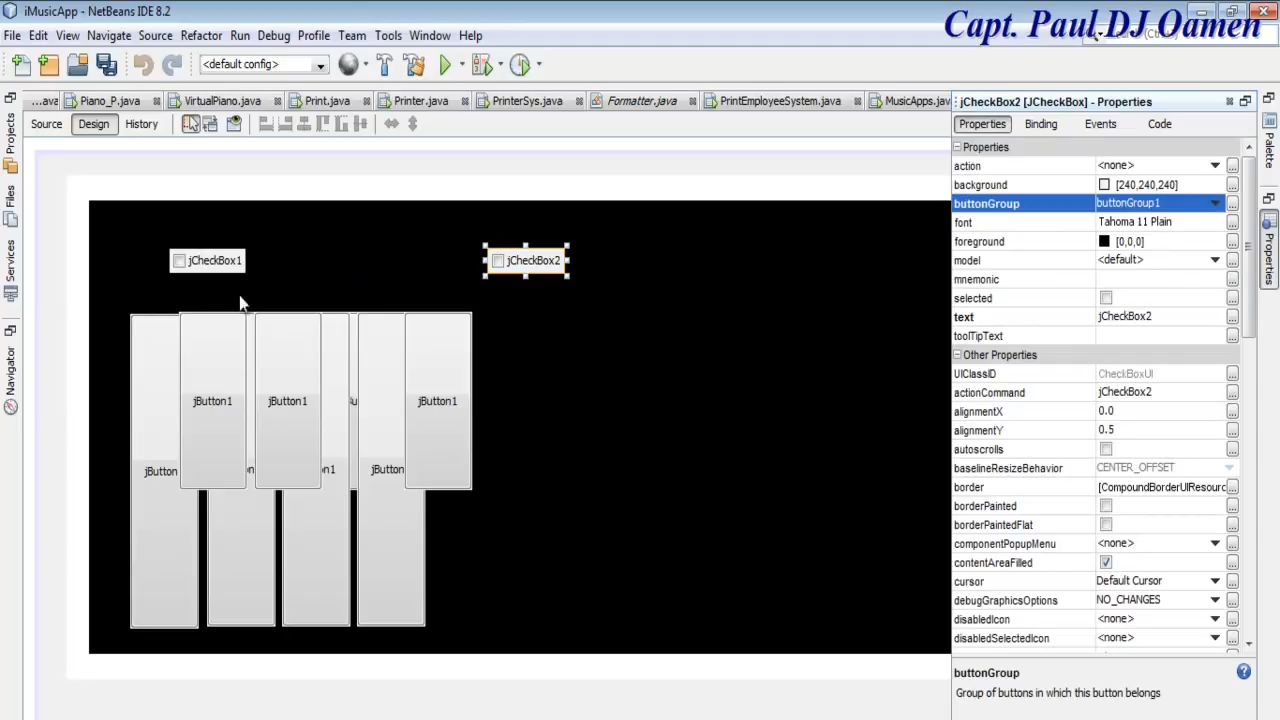 iMusicApp - NetBeans IDE 8.2
Capt. Paul DJ Oamen
File Edit View Navigate Source Refactor Run Debug Profile Team Tools Window Help
<default config>
...ava Piano_P.java VirtualPiano.java Print.java Printer.java PrinterSys.java Formatter.java PrintEmployeeSystem.java MusicApps.java
jCheckBox2 [JCheckBox] - Properties
Source Design History
Properties Binding Events Code
Projects
Files
Services
Navigator
Palette
Properties
jCheckBox1
jCheckBox2
jButton1
jButton1
jButton1
jButton
n1
jButton
Properties
action <none>
background [240,240,240]
buttonGroup buttonGroup1
font Tahoma 11 Plain
foreground [0,0,0]
model <default>
mnemonic
selected
text jCheckBox2
toolTipText
Other Properties
UIClassID CheckBoxUI
actionCommand jCheckBox2
alignmentX 0.0
alignmentY 0.5
autoscrolls
baselineResizeBehavior CENTER_OFFSET
border [CompoundBorderUIResourc
borderPainted
borderPaintedFlat
componentPopupMenu <none>
contentAreaFilled
cursor Default Cursor
debugGraphicsOptions NO_CHANGES
disabledIcon <none>
disabledSelectedIcon <none>
buttonGroup
Group of buttons in which this button belongs